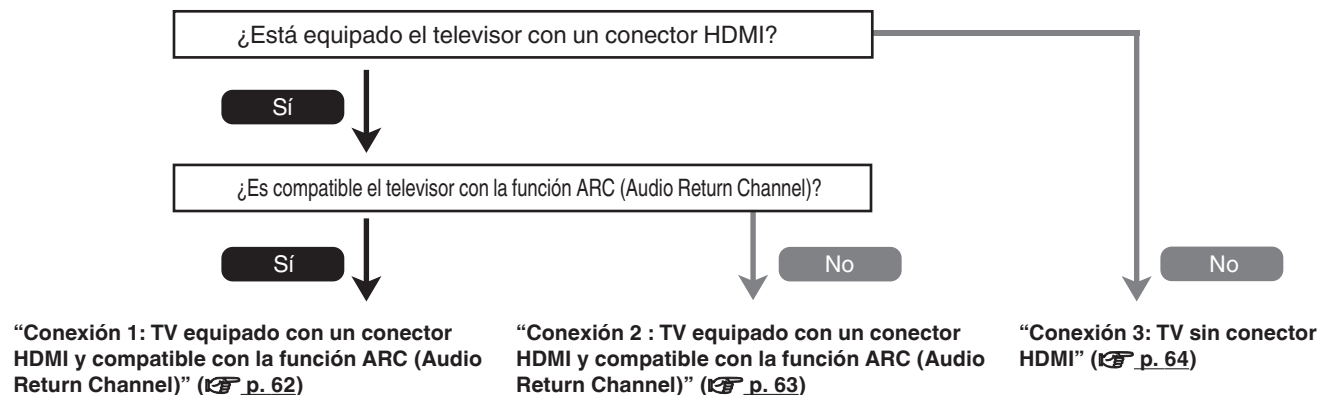 ¿Está equipado el televisor con un conector HDMI?
Sí
¿Es compatible el televisor con la función ARC (Audio Return Channel)?
Sí
No
No
“Conexión 1: TV equipado con un conector
HDMI y compatible con la función ARC (Audio
Return Channel)” (☞ p. 62)
“Conexión 2 : TV equipado con un conector
HDMI y compatible con la función ARC (Audio
Return Channel)” (☞ p. 63)
“Conexión 3: TV sin conector
HDMI” (☞ p. 64)